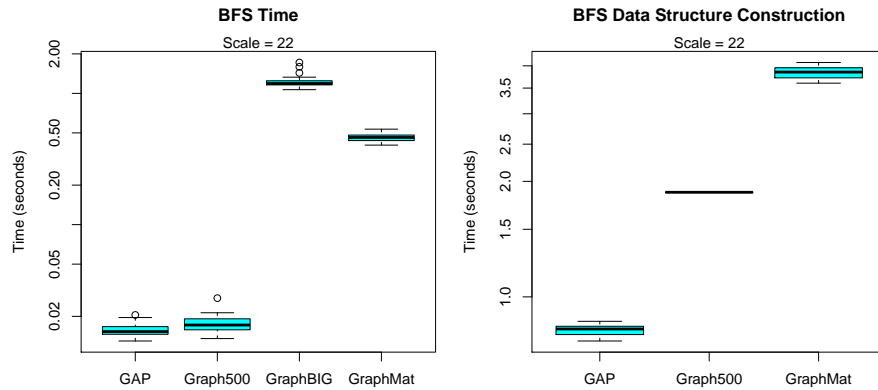 BFS Time
Scale = 22
Time (seconds)
2.00
0.50
0.20
0.05
0.02
GAP Graph500 GraphBIG GraphMat
BFS Data Structure Construction
Scale = 22
Time (seconds)
3.5
2.5
2.0
1.5
1.0
GAP Graph500 GraphMat